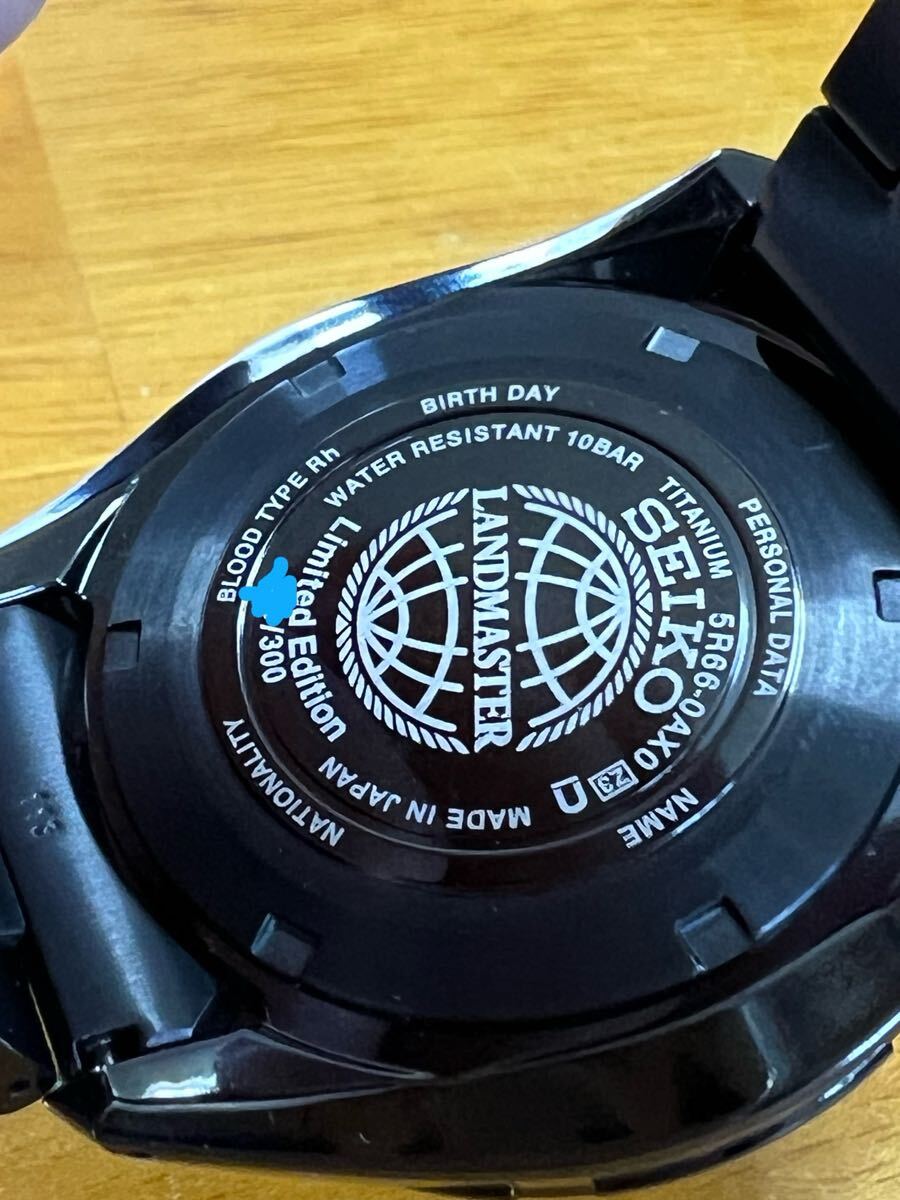 PERSONAL DATA
NAME
NATIONALITY
BLOOD TYPE Rh
BIRTH DAY
SEIKO
LANDMASTER
Limited Edition
/300
WATER RESISTANT 10BAR
TITANIUM
5R66-0AX0
Z3
MADE IN JAPAN